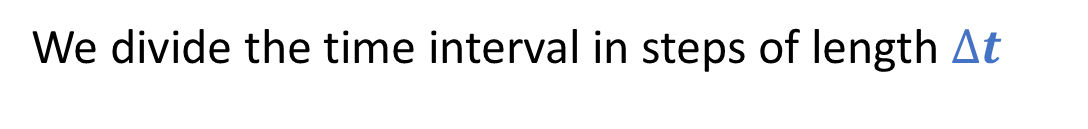 We divide the time interval in steps of length Δt